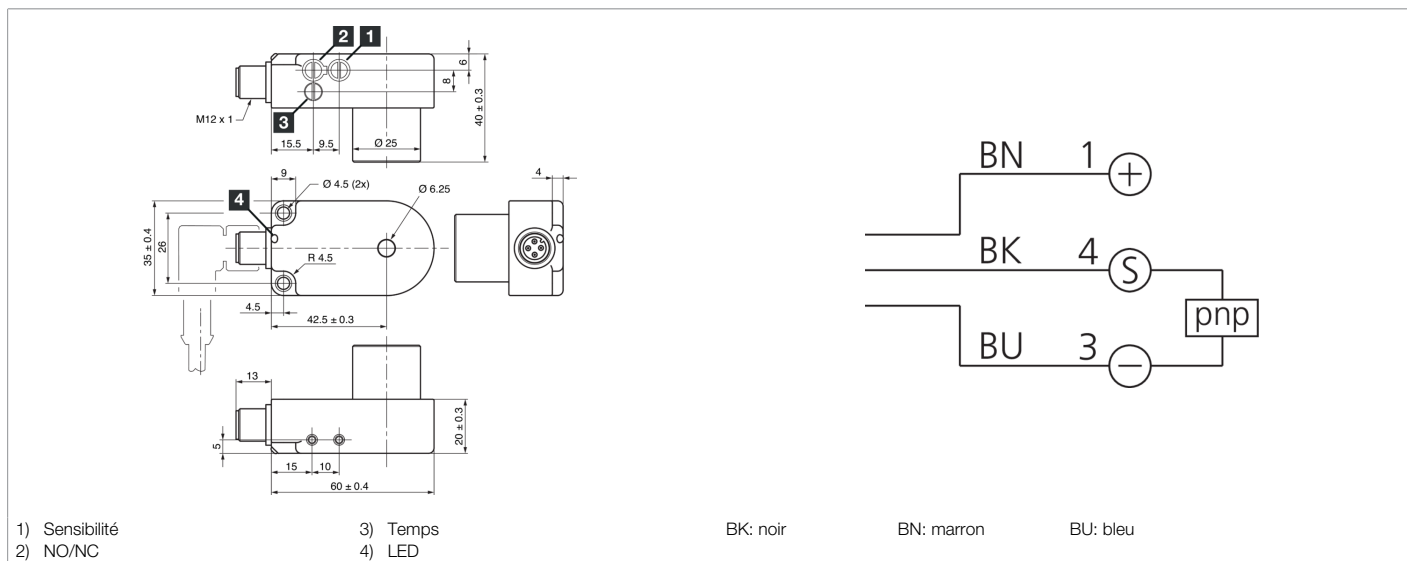 2 1
6
8
40 ± 0.3
M12 x 1
3
15.5 9.5 Ø 25
9
Ø 4.5 (2x)
Ø 6.25
4
4
35 ± 0.4
26
R 4.5
4.5
42.5 ± 0.3
13
5
20 ± 0.3
15 10
60 ± 0.4
BN 1 +
BK 4 S
pnp
BU 3 −
1) Sensibilité
2) NO/NC
3) Temps
4) LED
BK: noir BN: marron BU: bleu